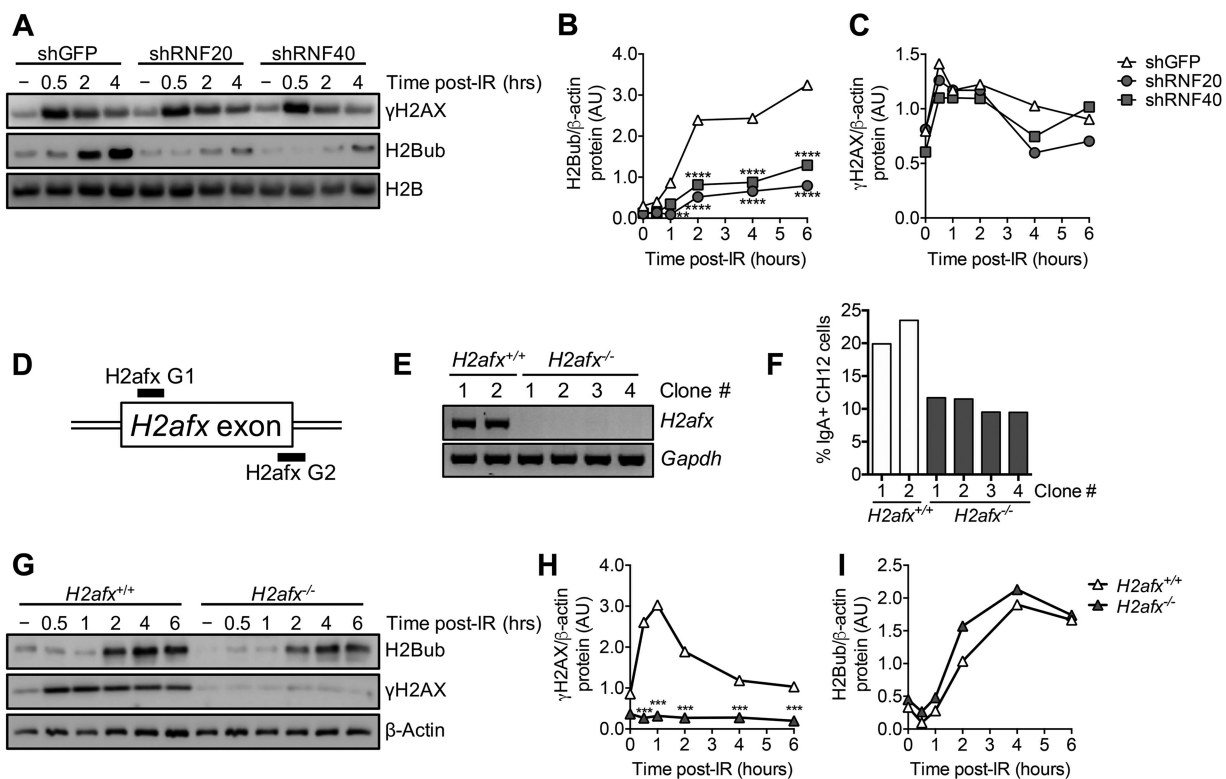 A
shGFP shRNF20 shRNF40
– 0.5 2 4 – 0.5 2 4 – 0.5 2 4 Time post-IR (hrs)
γH2AX
H2Bub
H2B
B
4.0
3.0
2.0
1.0
0.0
H2Bub/β-actin
protein (AU)
**
****
****
****
****
****
****
0 1 2 3 4 5 6
Time post-IR (hours)
C
1.5
1.0
0.5
0.0
γH2AX/β-actin
protein (AU)
0 1 2 3 4 5 6
Time post-IR (hours)
shGFP
shRNF20
shRNF40
D
H2afx G1
H2afx exon
H2afx G2
E
H2afx+/+ H2afx-/-
1 2 1 2 3 4 Clone #
H2afx
Gapdh
F
25
20
15
10
5
0
% IgA+ CH12 cells
1 2 1 2 3 4 Clone #
H2afx+/+ H2afx-/-
G
H2afx+/+ H2afx-/-
– 0.5 1 2 4 6 – 0.5 1 2 4 6 Time post-IR (hrs)
H2Bub
γH2AX
β-Actin
H
4.0
3.0
2.0
1.0
0.0
γH2AX/β-actin
protein (AU)
*** *** *** *** ***
0 1 2 3 4 5 6
Time post-IR (hours)
I
2.5
2.0
1.5
1.0
0.5
0.0
H2Bub/β-actin
protein (AU)
0 1 2 3 4 5 6
Time post-IR (hours)
H2afx+/+
H2afx-/-